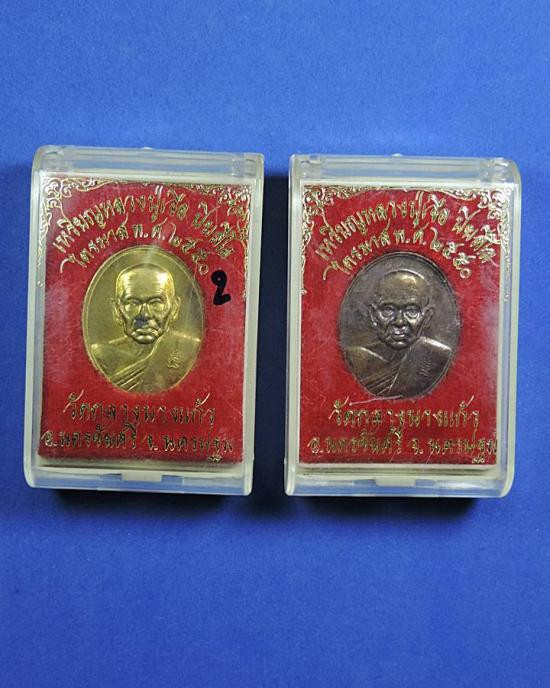 เหรียญหลวงปู่เจือ ปิยสีโล
ไตรมาส พ.ศ. ๒๕๕๐
วัดกลางบางแก้ว
อ.นครชัยศรี จ.นครปฐม
เหรียญหลวงปู่เจือ ปิยสีโล
ไตรมาส พ.ศ. ๒๕๕๐
วัดกลางบางแก้ว
อ.นครชัยศรี จ.นครปฐม